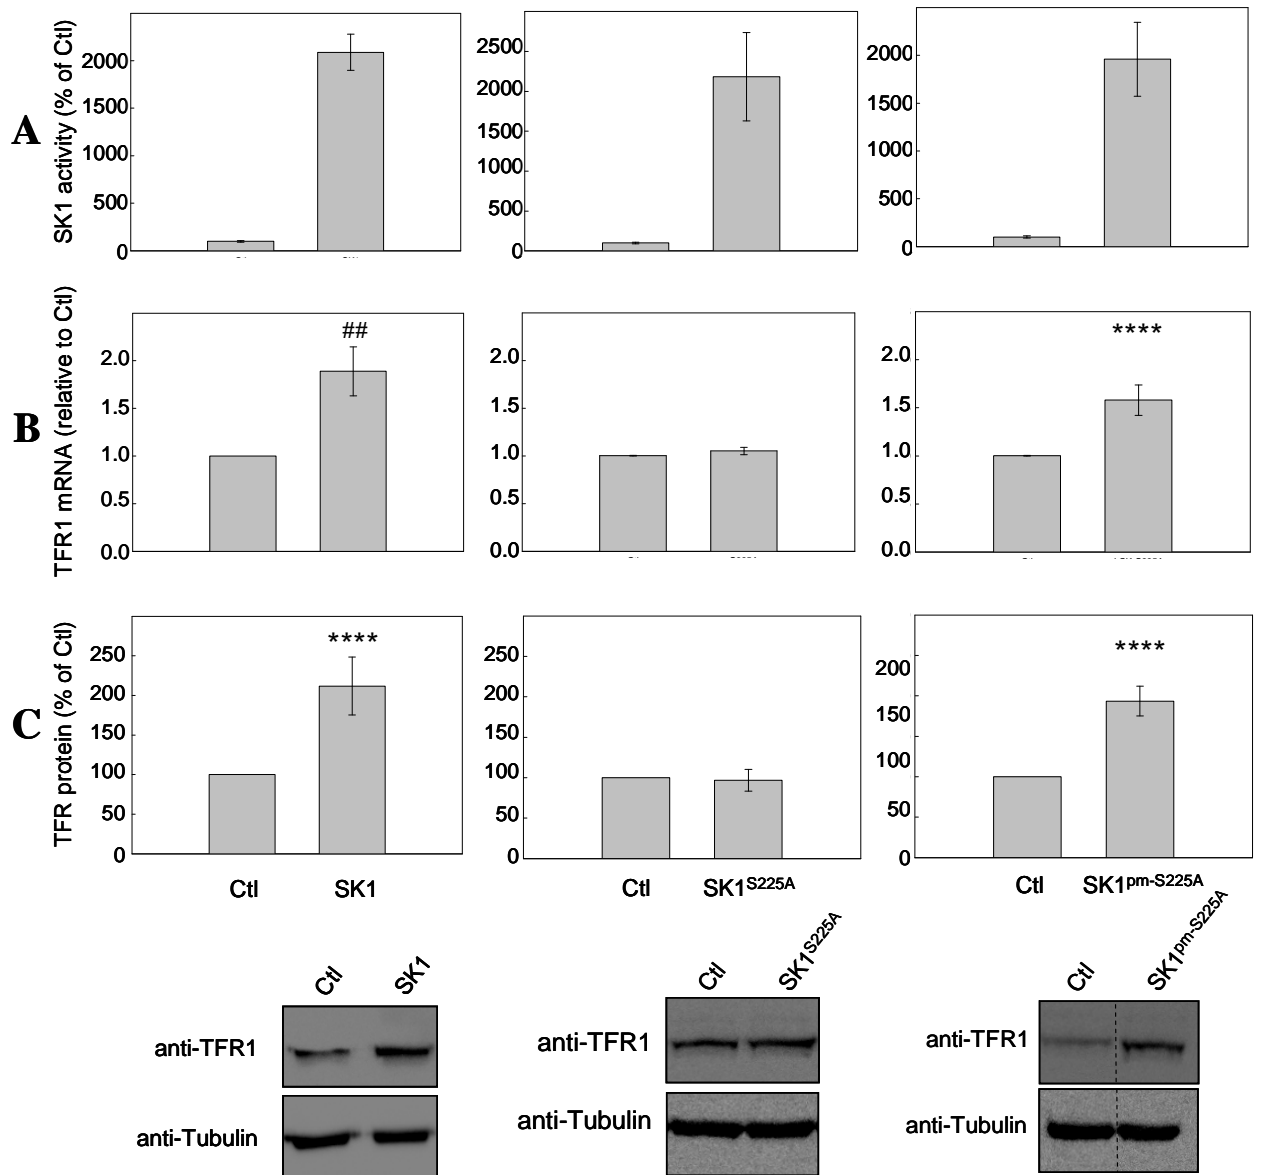 A
SK1 activity (% of Ctl)
2000
1500
1000
500
0
2500
2000
1500
1000
500
0
2000
1500
1000
500
0
B
TFR1 mRNA (relative to Ctl)
##
2.0
1.5
1.0
0.5
0.0
2.0
1.5
1.0
0.5
0.0
****
2.0
1.5
1.0
0.5
0.0
C
TFR protein (% of Ctl)
****
250
200
150
100
50
0
250
200
150
100
50
0
****
200
150
100
50
0
Ctl SK1
Ctl SK1S225A
Ctl SK1pm-S225A
Ctl SK1
anti-TFR1
anti-Tubulin
Ctl SK1S225A
anti-TFR1
anti-Tubulin
Ctl SK1pm-S225A
anti-TFR1
anti-Tubulin